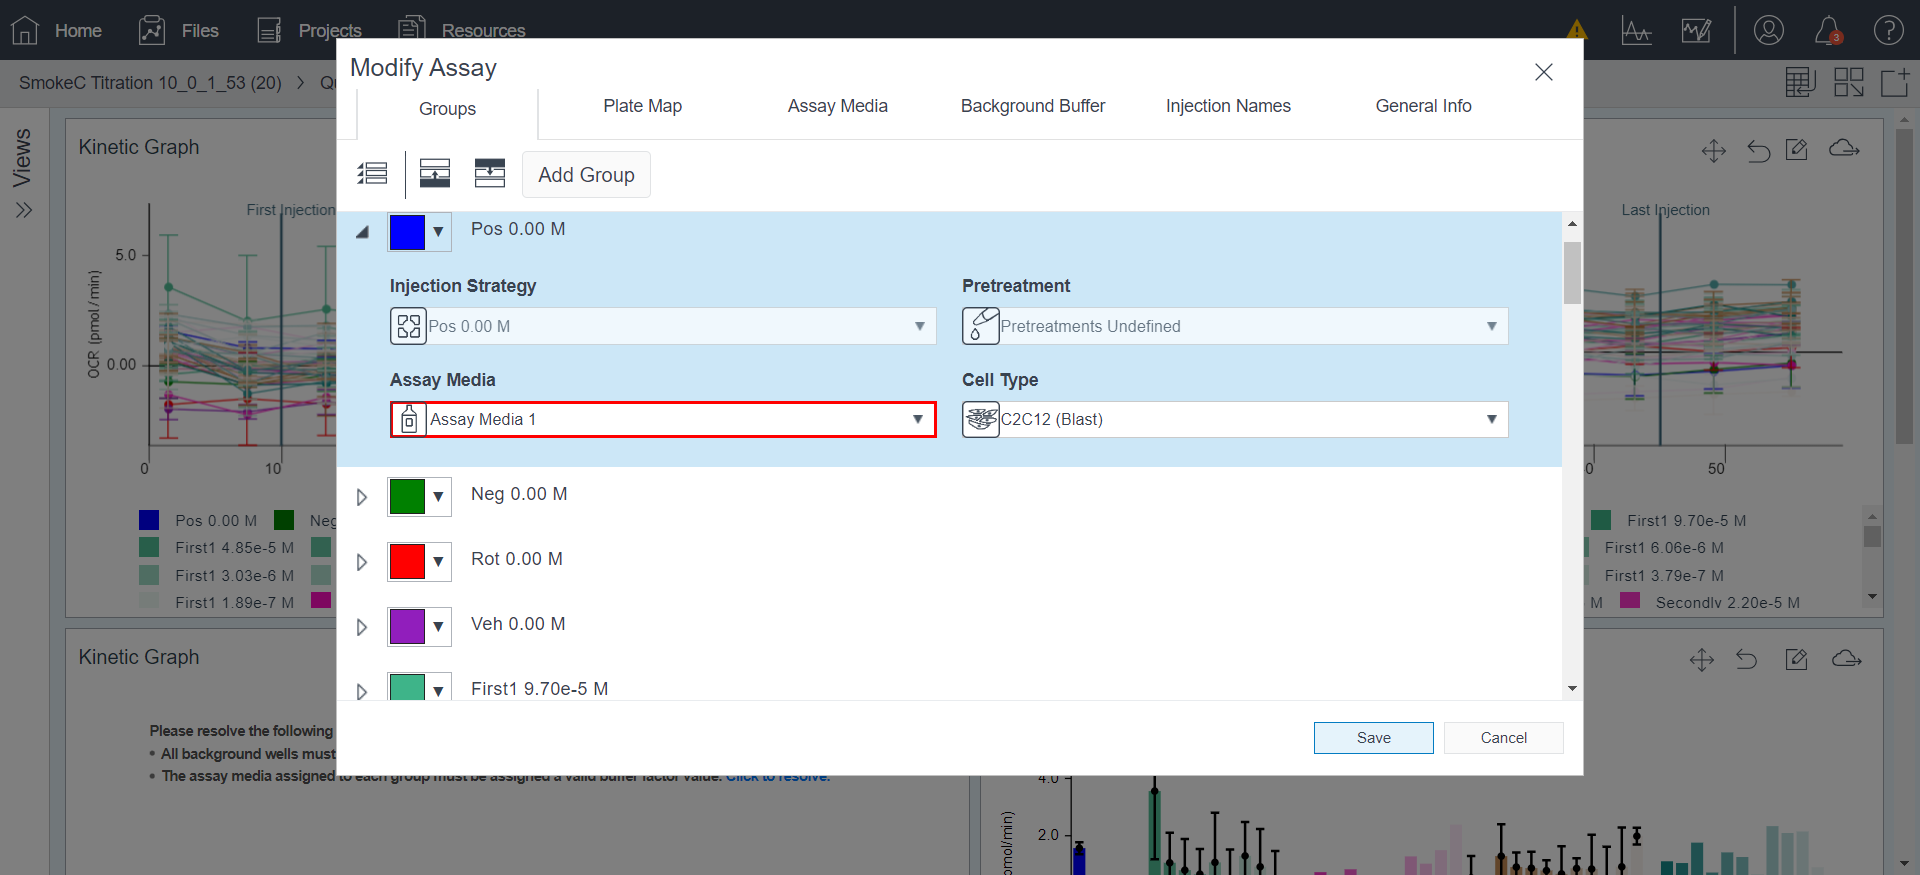 Home Files Projects Resources
3
SmokeC Titration 10_0_1_53 (20) > Qu
Views
Kinetic Graph
First Injection
5.0
0.00
OCR (pmol/min)
0 10
Pos 0.00 M Neg
First1 4.85e-5 M
First1 3.03e-6 M
First1 1.89e-7 M
Modify Assay
Groups Plate Map Assay Media Background Buffer Injection Names General Info
Add Group
Pos 0.00 M
Injection Strategy Pretreatment
Pos 0.00 M Pretreatments Undefined
Assay Media Cell Type
Assay Media 1 C2C12 (Blast)
Neg 0.00 M
Rot 0.00 M
Veh 0.00 M
First1 9.70e-5 M
Save Cancel
Last Injection
0 50
First1 9.70e-5 M
First1 6.06e-6 M
First1 3.79e-7 M
M Secondly 2.20e-5 M
Kinetic Graph
Please resolve the following
• All background wells must
• The assay media assigned to each group must be assigned a valid buffer factor value. Click to resolve.
4.0
2.0
pmol/min)